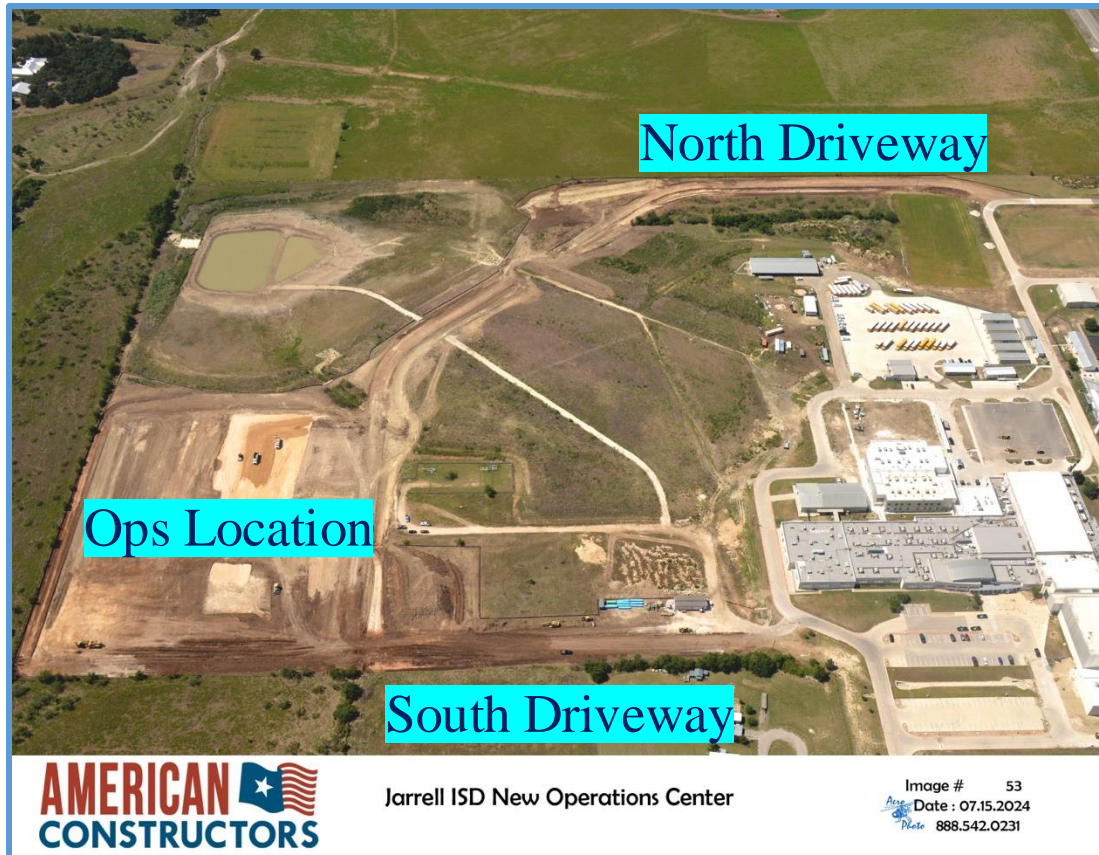 North Driveway
Ops Location
South Driveway
AMERICAN
CONSTRUCTORS
Jarrell ISD New Operations Center
Image # 53
Aero Date : 07.15.2024
Photo 888.542.0231